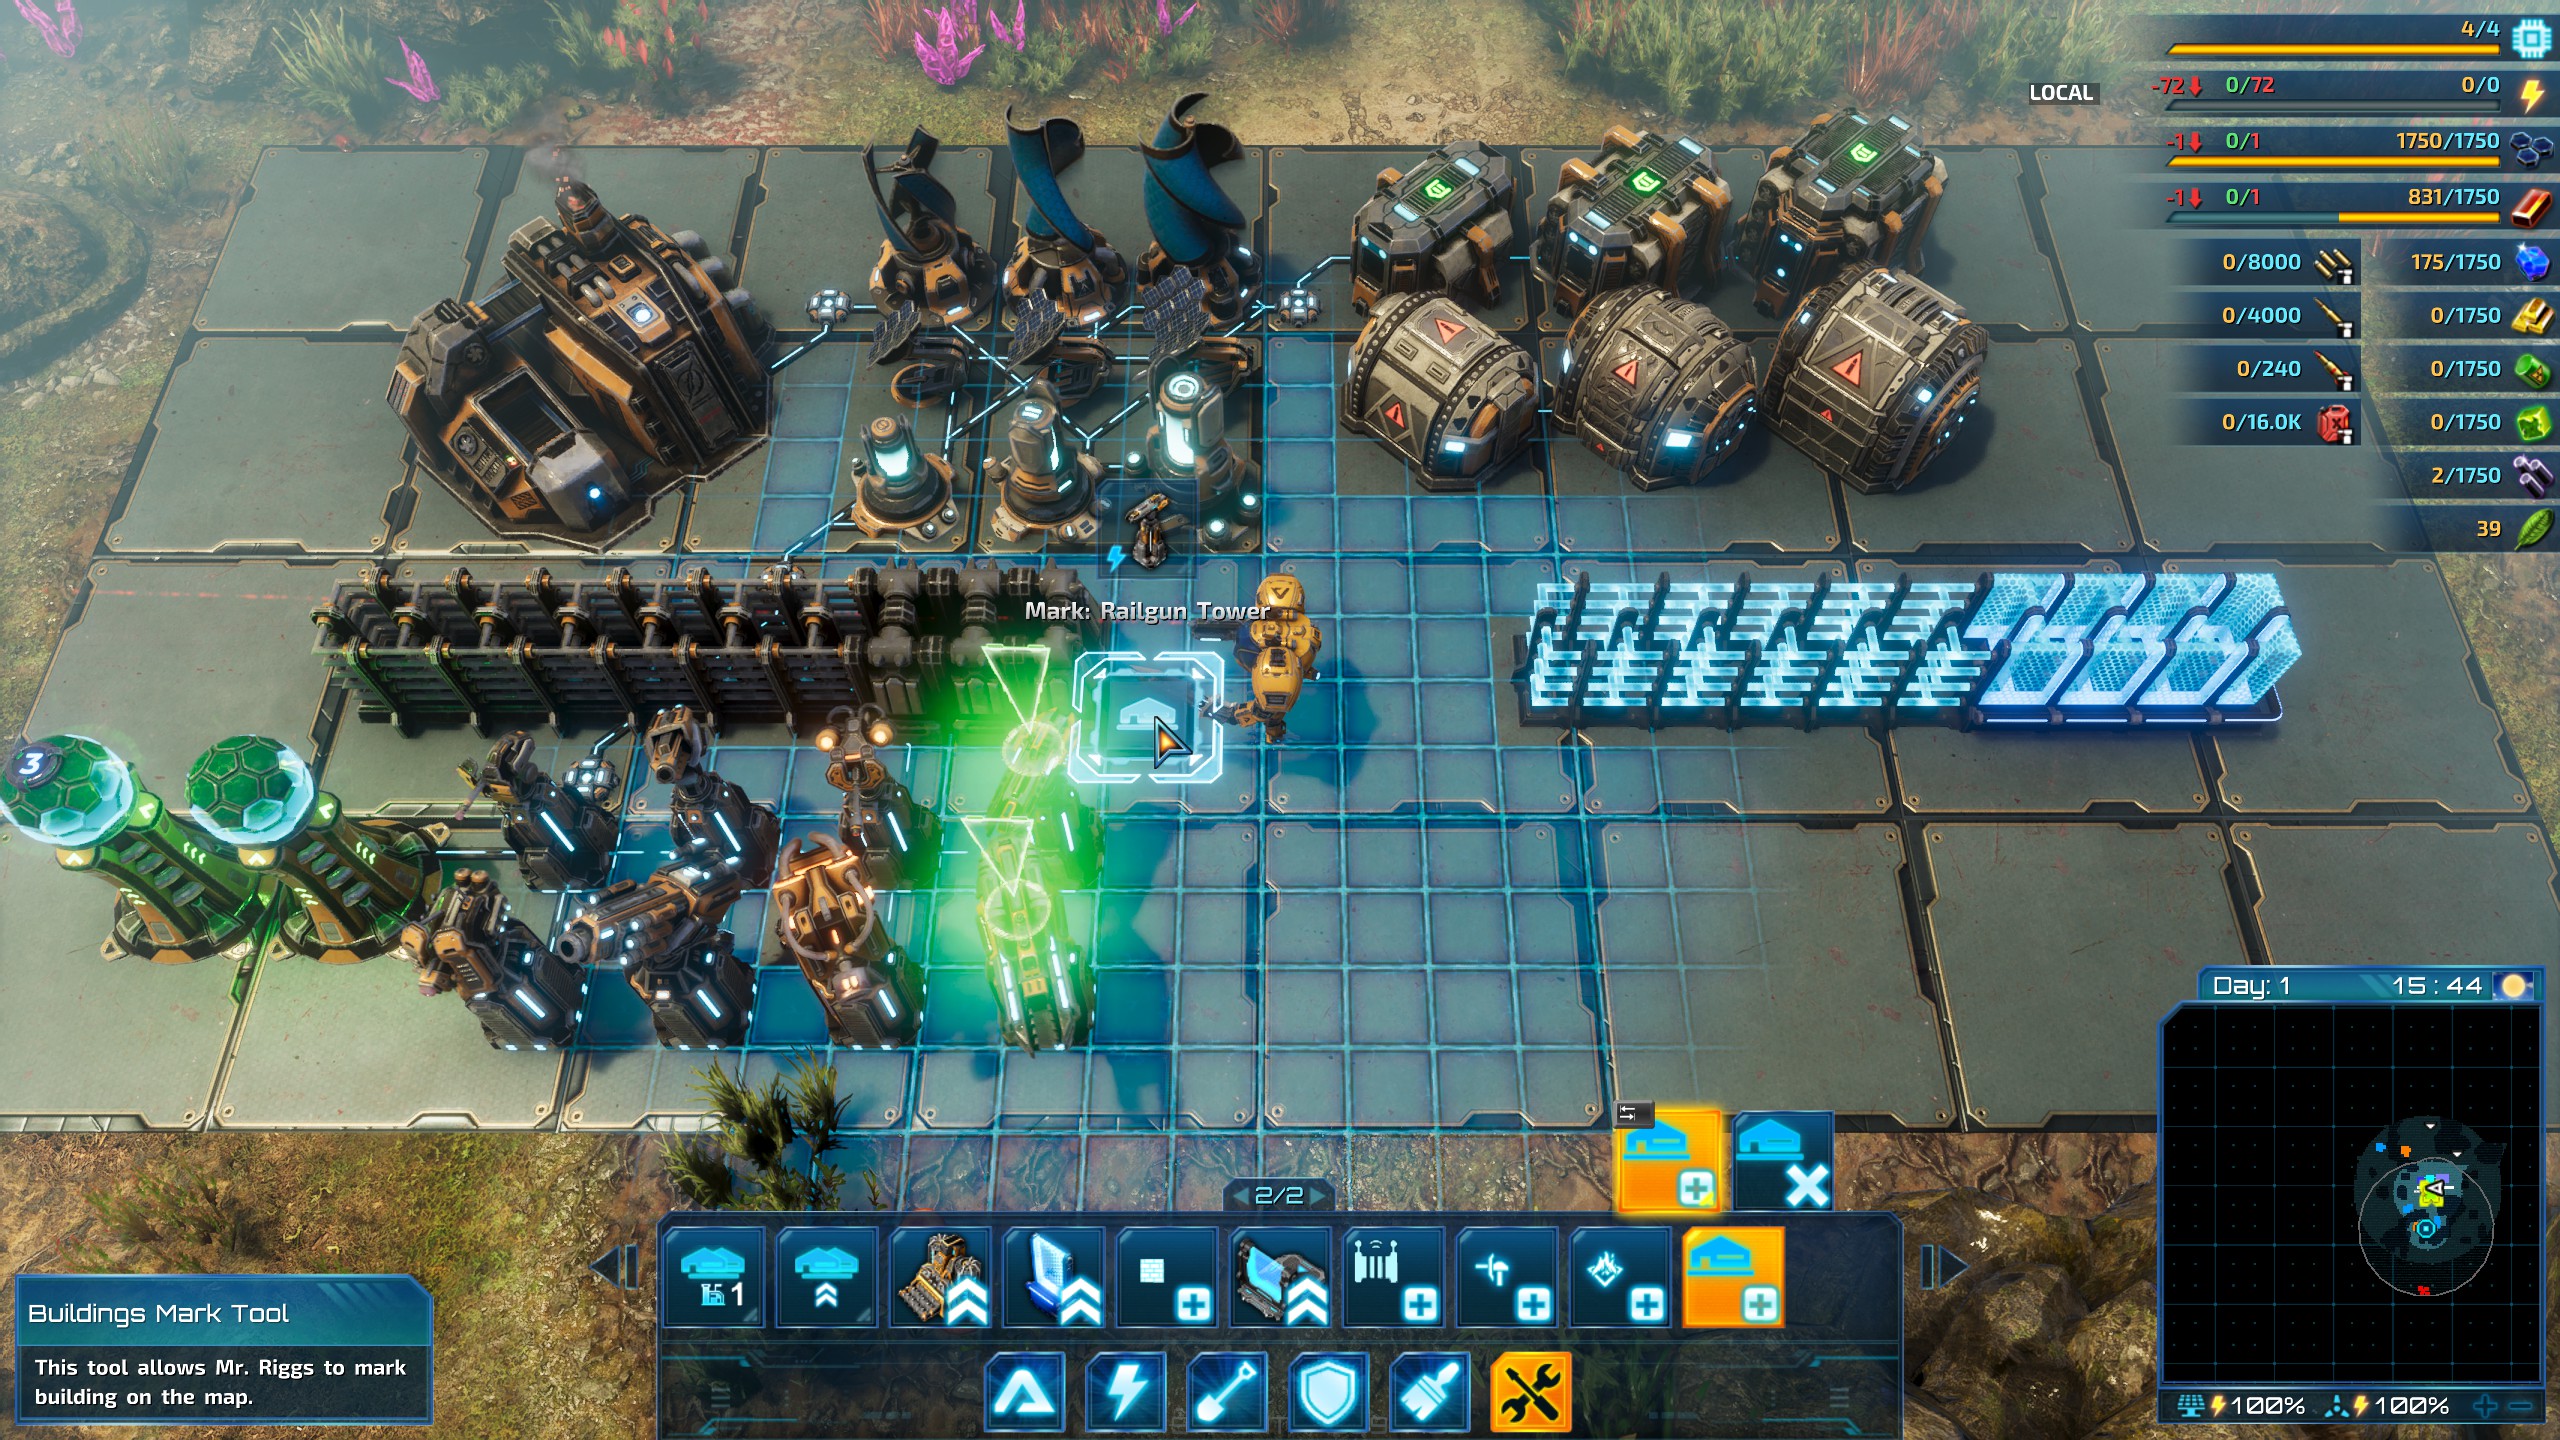 4/4
LOCAL
-72 0/72 0/0
-1 0/1 1750/1750
-1 0/1 831/1750
0/8000 175/1750
0/4000 0/1750
0/240 0/1750
0/16.0K 0/1750
2/1750
39
Mark: Railgun Tower
3
Day: 1 15:44
2/2
1
Buildings Mark Tool
This tool allows Mr. Riggs to mark
building on the map.
100% 100%